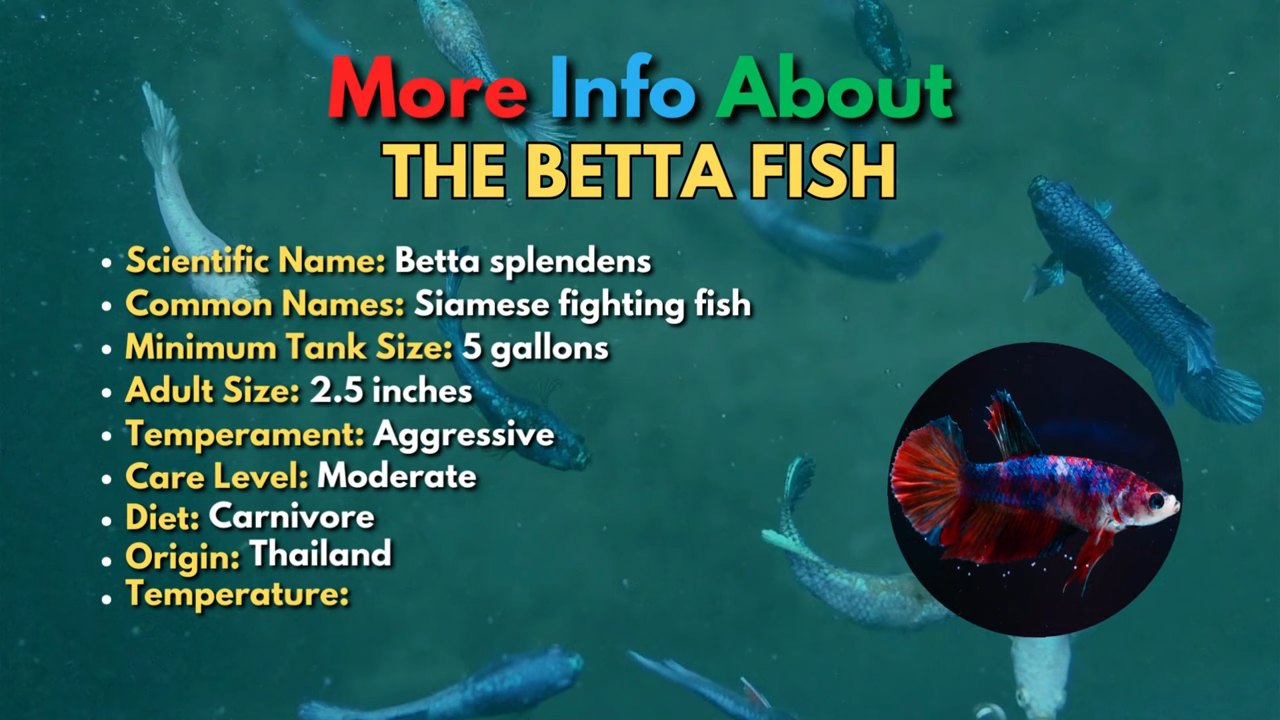 More Info About
THE BETTA FISH
• Scientific Name: Betta splendens
• Common Names: Siamese fighting fish
• Minimum Tank Size: 5 gallons
• Adult Size: 2.5 inches
• Temperament: Aggressive
• Care Level: Moderate
• Diet: Carnivore
• Origin: Thailand
• Temperature: